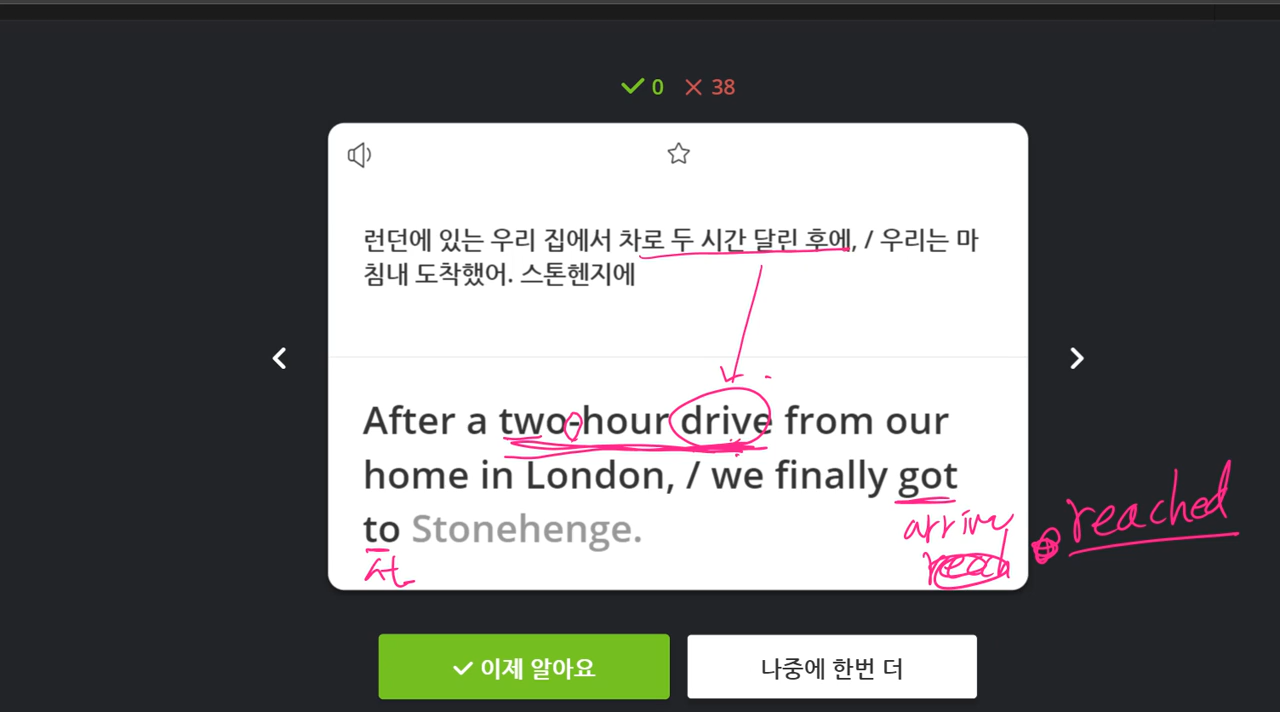 0 38
런던에 있는 우리 집에서 차로 두 시간 달린 후에, / 우리는 마
침내 도착했어. 스톤헨지에
After a two-hour drive from our
home in London, / we finally got
to Stonehenge.
arrive
reach
reached
이제 알아요
나중에 한번 더